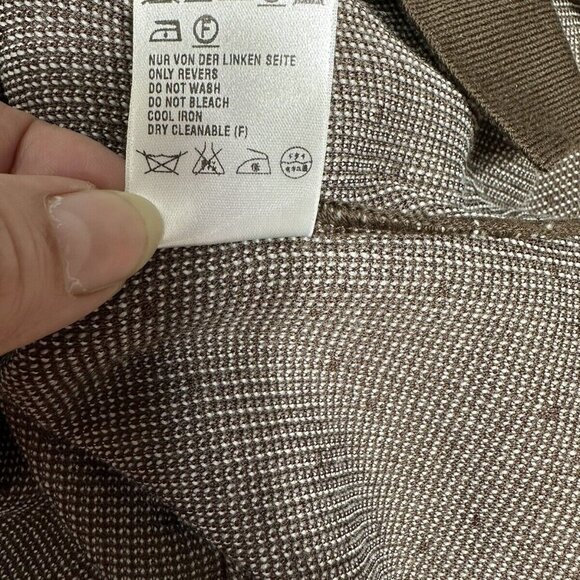 F
NUR VON DER LINKEN SEITE
ONLY REVERS
DO NOT WASH
DO NOT BLEACH
COOL IRON
DRY CLEANABLE (F)